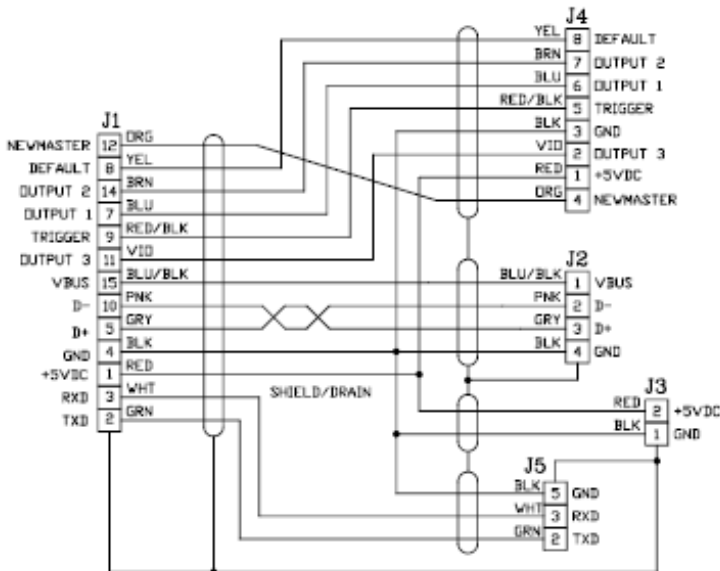 J1
NEWMASTER 12 ORG
DEFAULT 8 YEL
OUTPUT 2 14 BRN
OUTPUT 1 7 BLU
TRIGGER 9 RED/BLK
OUTPUT 3 11 VIO
VBUS 15 BLU/BLK
D- 10 PNK
D+ 5 GRY
GND 4 BLK
+5VDC 1 RED
RXD 3 WHT
TXD 2 GRN
SHIELD/DRAIN
J4
YEL 8 DEFAULT
BRN 7 OUTPUT 2
BLU 6 OUTPUT 1
RED/BLK 5 TRIGGER
BLK 3 GND
VIO 2 OUTPUT 3
RED 1 +5VDC
ORG 4 NEWMASTER
J2
BLU/BLK 1 VBUS
PNK 2 D-
GRY 3 D+
BLK 4 GND
J3
RED 2 +5VDC
BLK 1 GND
J5
BLK 5 GND
WHT 3 RXD
GRN 2 TXD